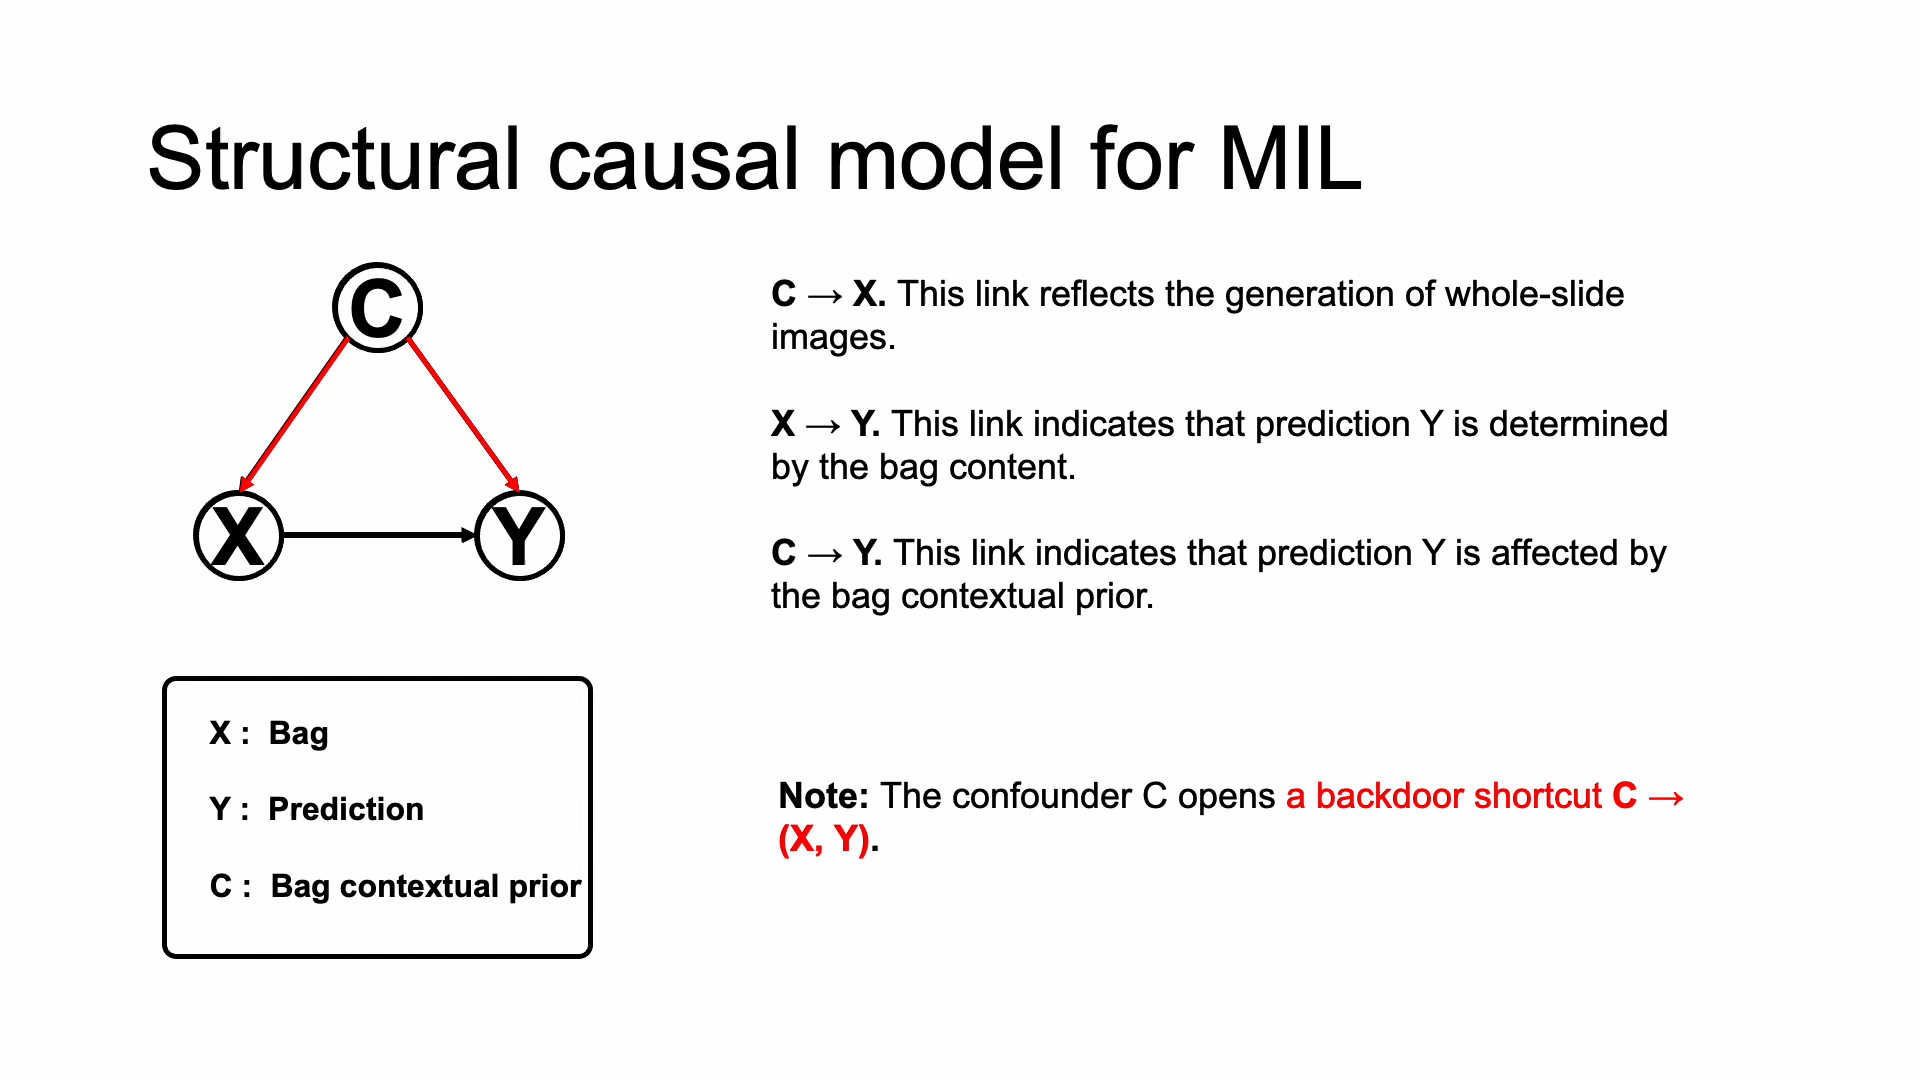 Structural causal model for MIL
C
X
Y
C → X. This link reflects the generation of whole-slide
images.
X → Y. This link indicates that prediction Y is determined
by the bag content.
C → Y. This link indicates that prediction Y is affected by
the bag contextual prior.
X : Bag
Y : Prediction
C : Bag contextual prior
Note: The confounder C opens a backdoor shortcut C →
(X, Y).